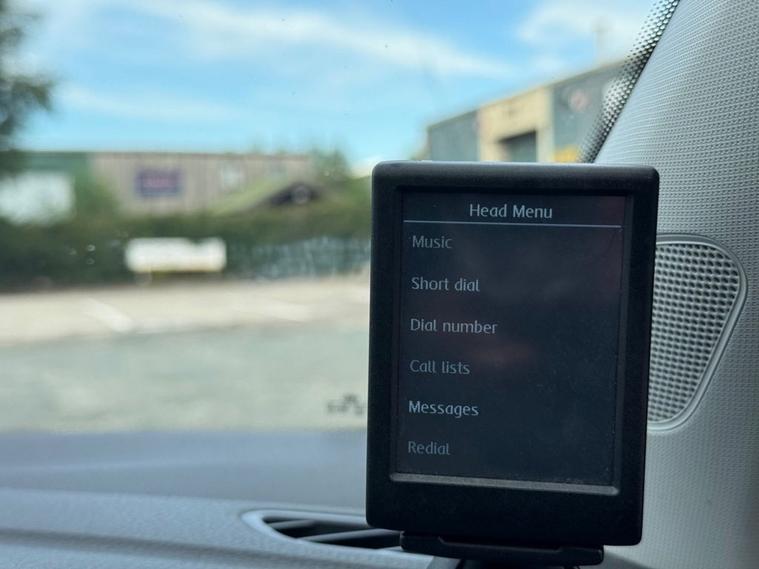 Head Menu
Music
Short dial
Dial number
Call lists
Messages
Redial